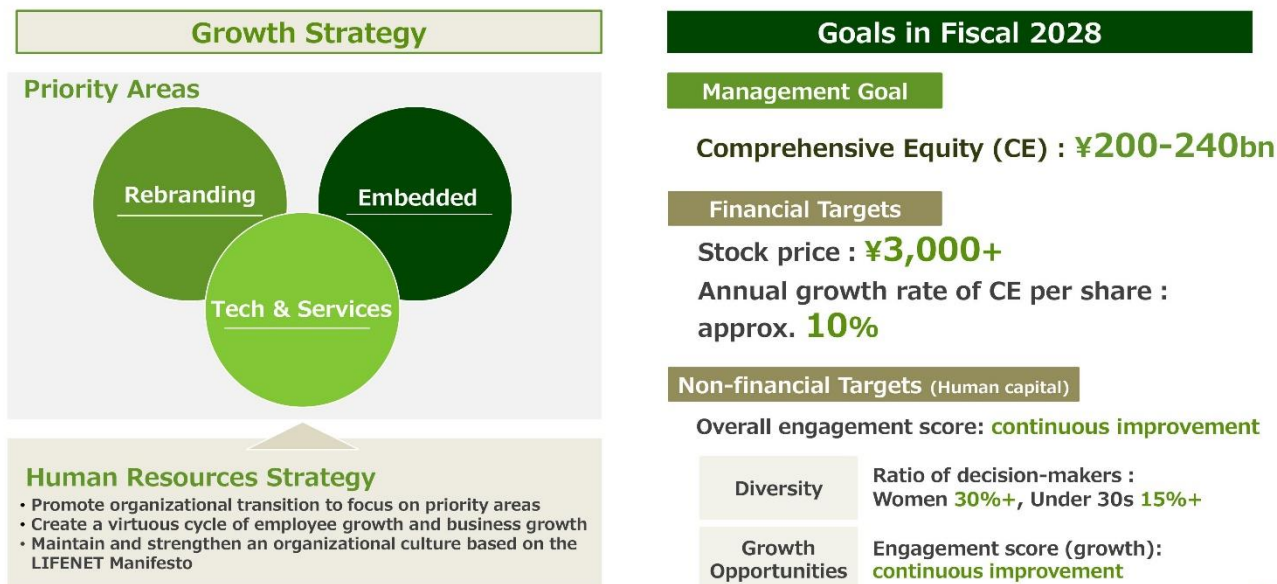 Growth Strategy
Priority Areas
Rebranding
Embedded
Tech & Services
Human Resources Strategy
• Promote organizational transition to focus on priority areas
• Create a virtuous cycle of employee growth and business growth
• Maintain and strengthen an organizational culture based on the
LIFENET Manifesto
Goals in Fiscal 2028
Management Goal
Comprehensive Equity (CE) : ¥200-240bn
Financial Targets
Stock price : ¥3,000+
Annual growth rate of CE per share :
approx. 10%
Non-financial Targets (Human capital)
Overall engagement score: continuous improvement
Diversity
Ratio of decision-makers :
Women 30%+, Under 30s 15%+
Growth
Opportunities
Engagement score (growth):
continuous improvement